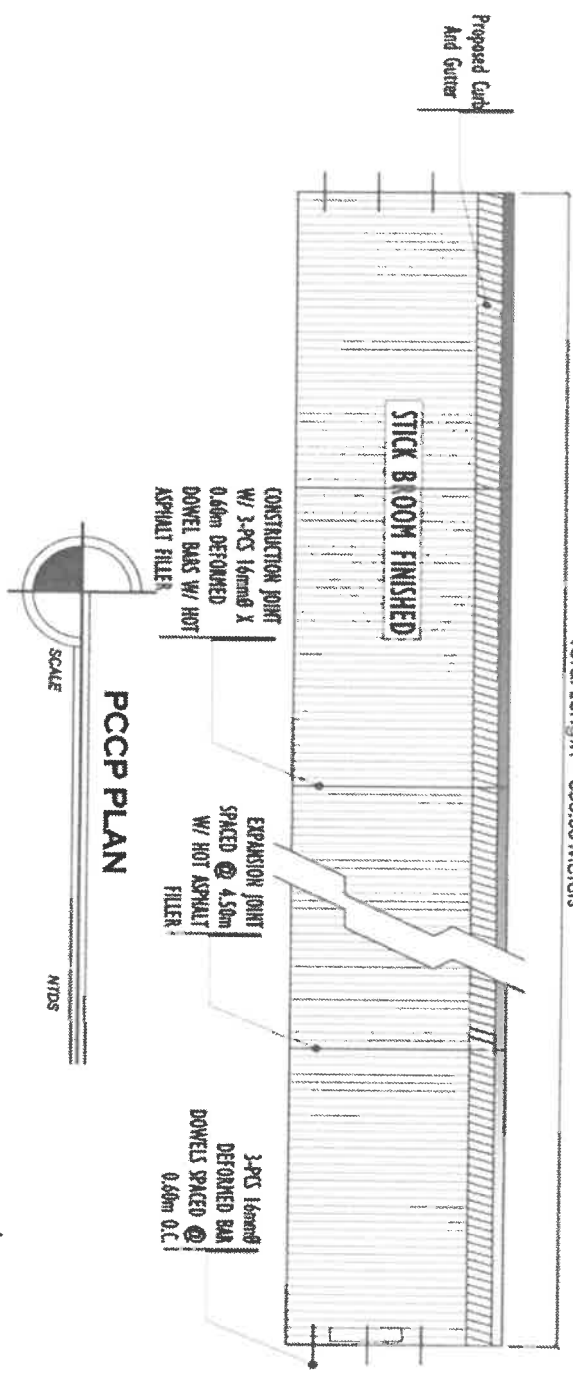 Proposed Curb
And Gutter
STICK BROOM FINISHED
CONSTRUCTION JOINT
W/ 3-PCS 16mmØ X
0.60m DEFORMED
DOWEL BARS W/ HOT
ASPHALT FILLER
EXPANSION JOINT
SPACED @ 4.50m
W/ HOT ASPHALT
FILLER
3-PCS 16mmØ
DEFORMED BAR
DOWELS SPACED @
0.60m O.C.
PCCP PLAN
SCALE
NTDS